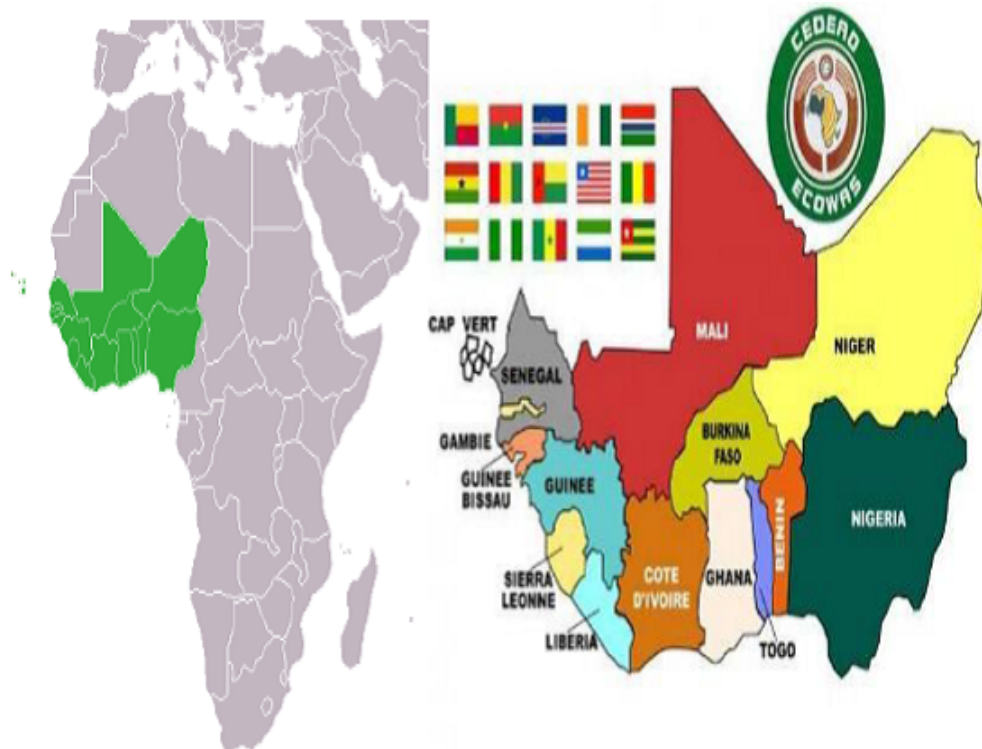 CEDEAO
ECOWAS
MALI
NIGER
CAP VERT
SENEGAL
GAMBIE
GUINEE
BISSAU
GUINEE
BURKINA
FASO
NIGERIA
BENIN
SIERRA
LEONNE
COTE
D'IVOIRE
GHANA
LIBERIA
TOGO